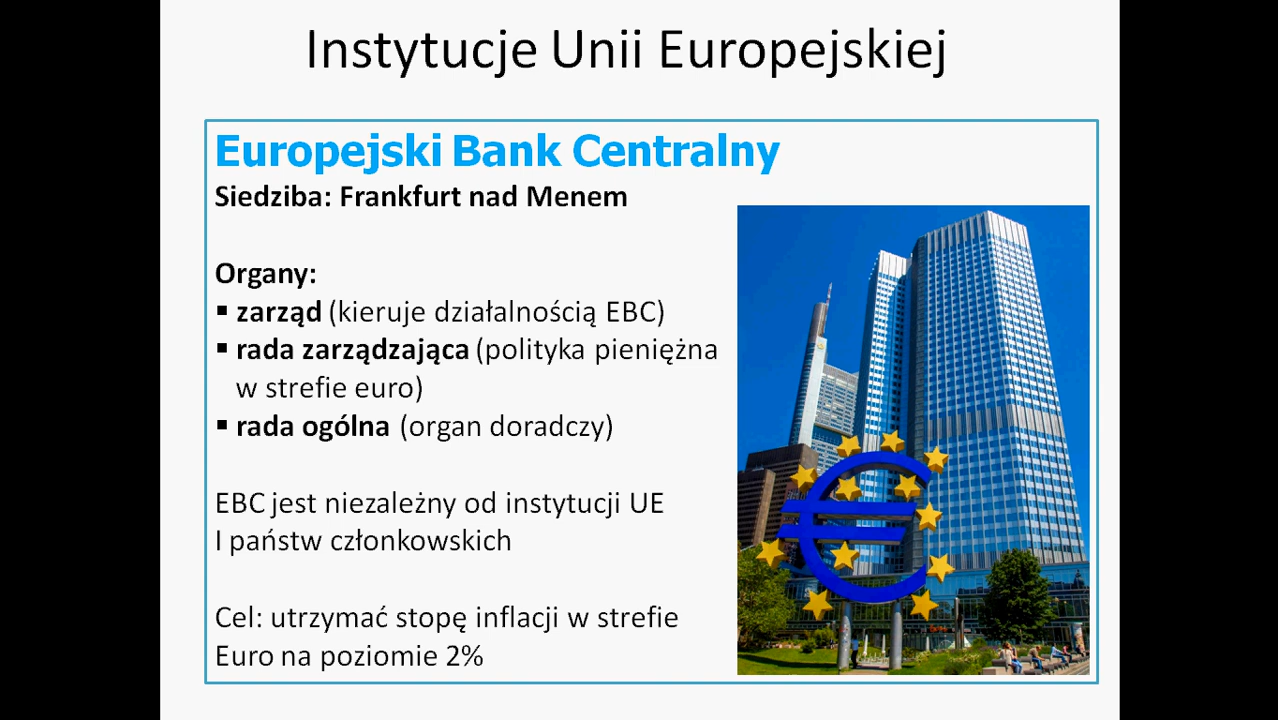 Instytucje Unii Europejskiej
Europejski Bank Centralny
Siedziba: Frankfurt nad Menem
Organy:
▪ zarząd (kieruje działalnością EBC)
▪ rada zarządzająca (polityka pieniężna
w strefie euro)
▪ rada ogólna (organ doradczy)
EBC jest niezależny od instytucji UE
I państw członkowskich
Cel: utrzymać stopę inflacji w strefie
Euro na poziomie 2%